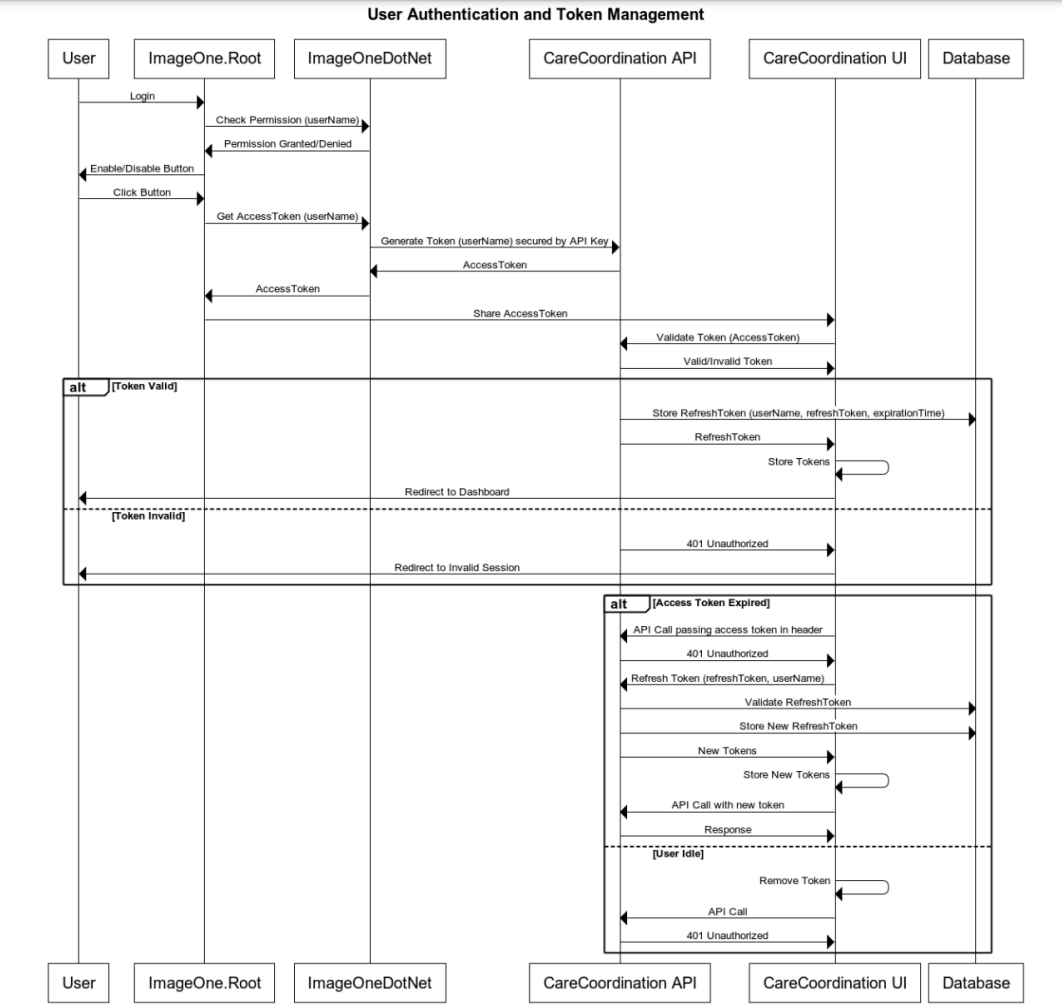 User Authentication and Token Management
User ImageOne.Root ImageOneDotNet CareCoordination API CareCoordination UI Database
Login
Check Permission (userName)
Permission Granted/Denied
Enable/Disable Button
Click Button
Get AccessToken (userName)
Generate Token (userName) secured by API Key
AccessToken
AccessToken
Share AccessToken
Validate Token (AccessToken)
Valid/Invalid Token
alt [Token Valid]
Store RefreshToken (userName, refreshToken, expirationTime)
RefreshToken
Store Tokens
Redirect to Dashboard
[Token Invalid]
401 Unauthorized
Redirect to Invalid Session
alt [Access Token Expired]
API Call passing access token in header
401 Unauthorized
Refresh Token (refreshToken, userName)
Validate RefreshToken
Store New RefreshToken
New Tokens
Store New Tokens
API Call with new token
Response
[User Idle]
Remove Token
API Call
401 Unauthorized
User ImageOne.Root ImageOneDotNet CareCoordination API CareCoordination UI Database